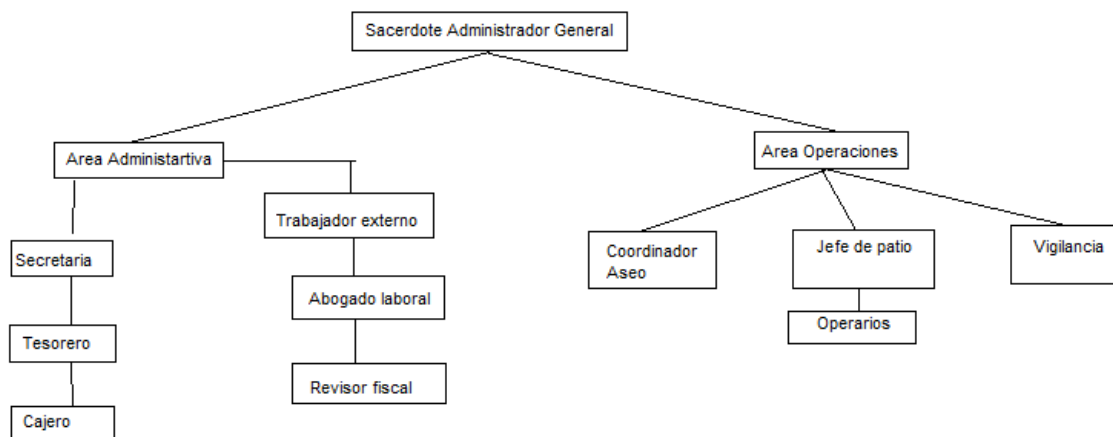 Sacerdote Administrador General
Area Administartiva
Area Operaciones
Trabajador externo
Secretaria
Coordinador
Aseo
Jefe de patio
Vigilancia
Abogado laboral
Operarios
Tesorero
Revisor fiscal
Cajero